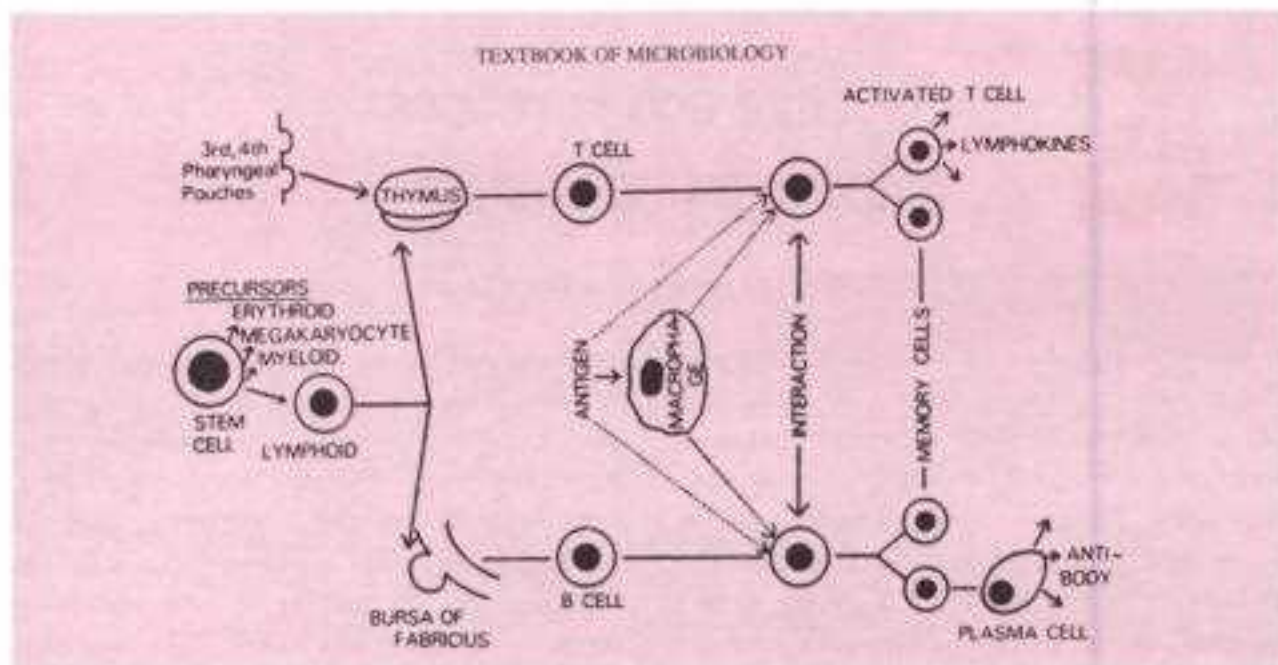 TEXTBOOK OF MICROBIOLOGY
ACTIVATED T CELL
LYMPHOKINES
3rd, 4th
Pharyngeal
Pouches
THYMUS
T CELL
PRECURSORS
ERYTHROID
MEGAKARYOCYTE
MYELOID
STEM
CELL
LYMPHOID
ANTIGEN
MACROPHA
GE
INTERACTION
MEMORY CELLS
BURSA OF
FABRIOUS
B CELL
ANTI-
BODY
PLASMA CELL